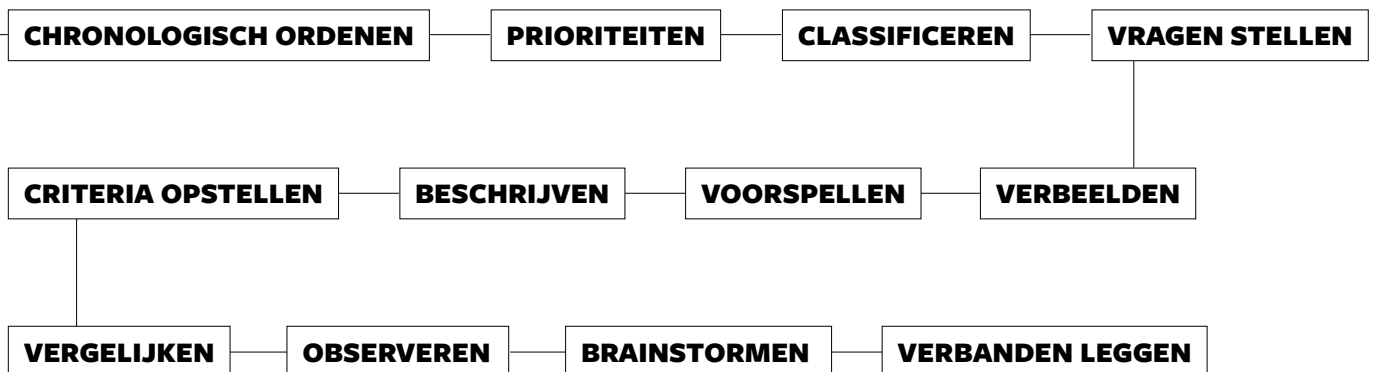 CHRONOLOGISCH ORDENEN
PRIORITEITEN
CLASSIFICEREN
VRAGEN STELLEN
CRITERIA OPSTELLEN
BESCHRIJVEN
VOORSPELLEN
VERBEELDEN
VERGELIJKEN
OBSERVEREN
BRAINSTORMEN
VERBANDEN LEGGEN